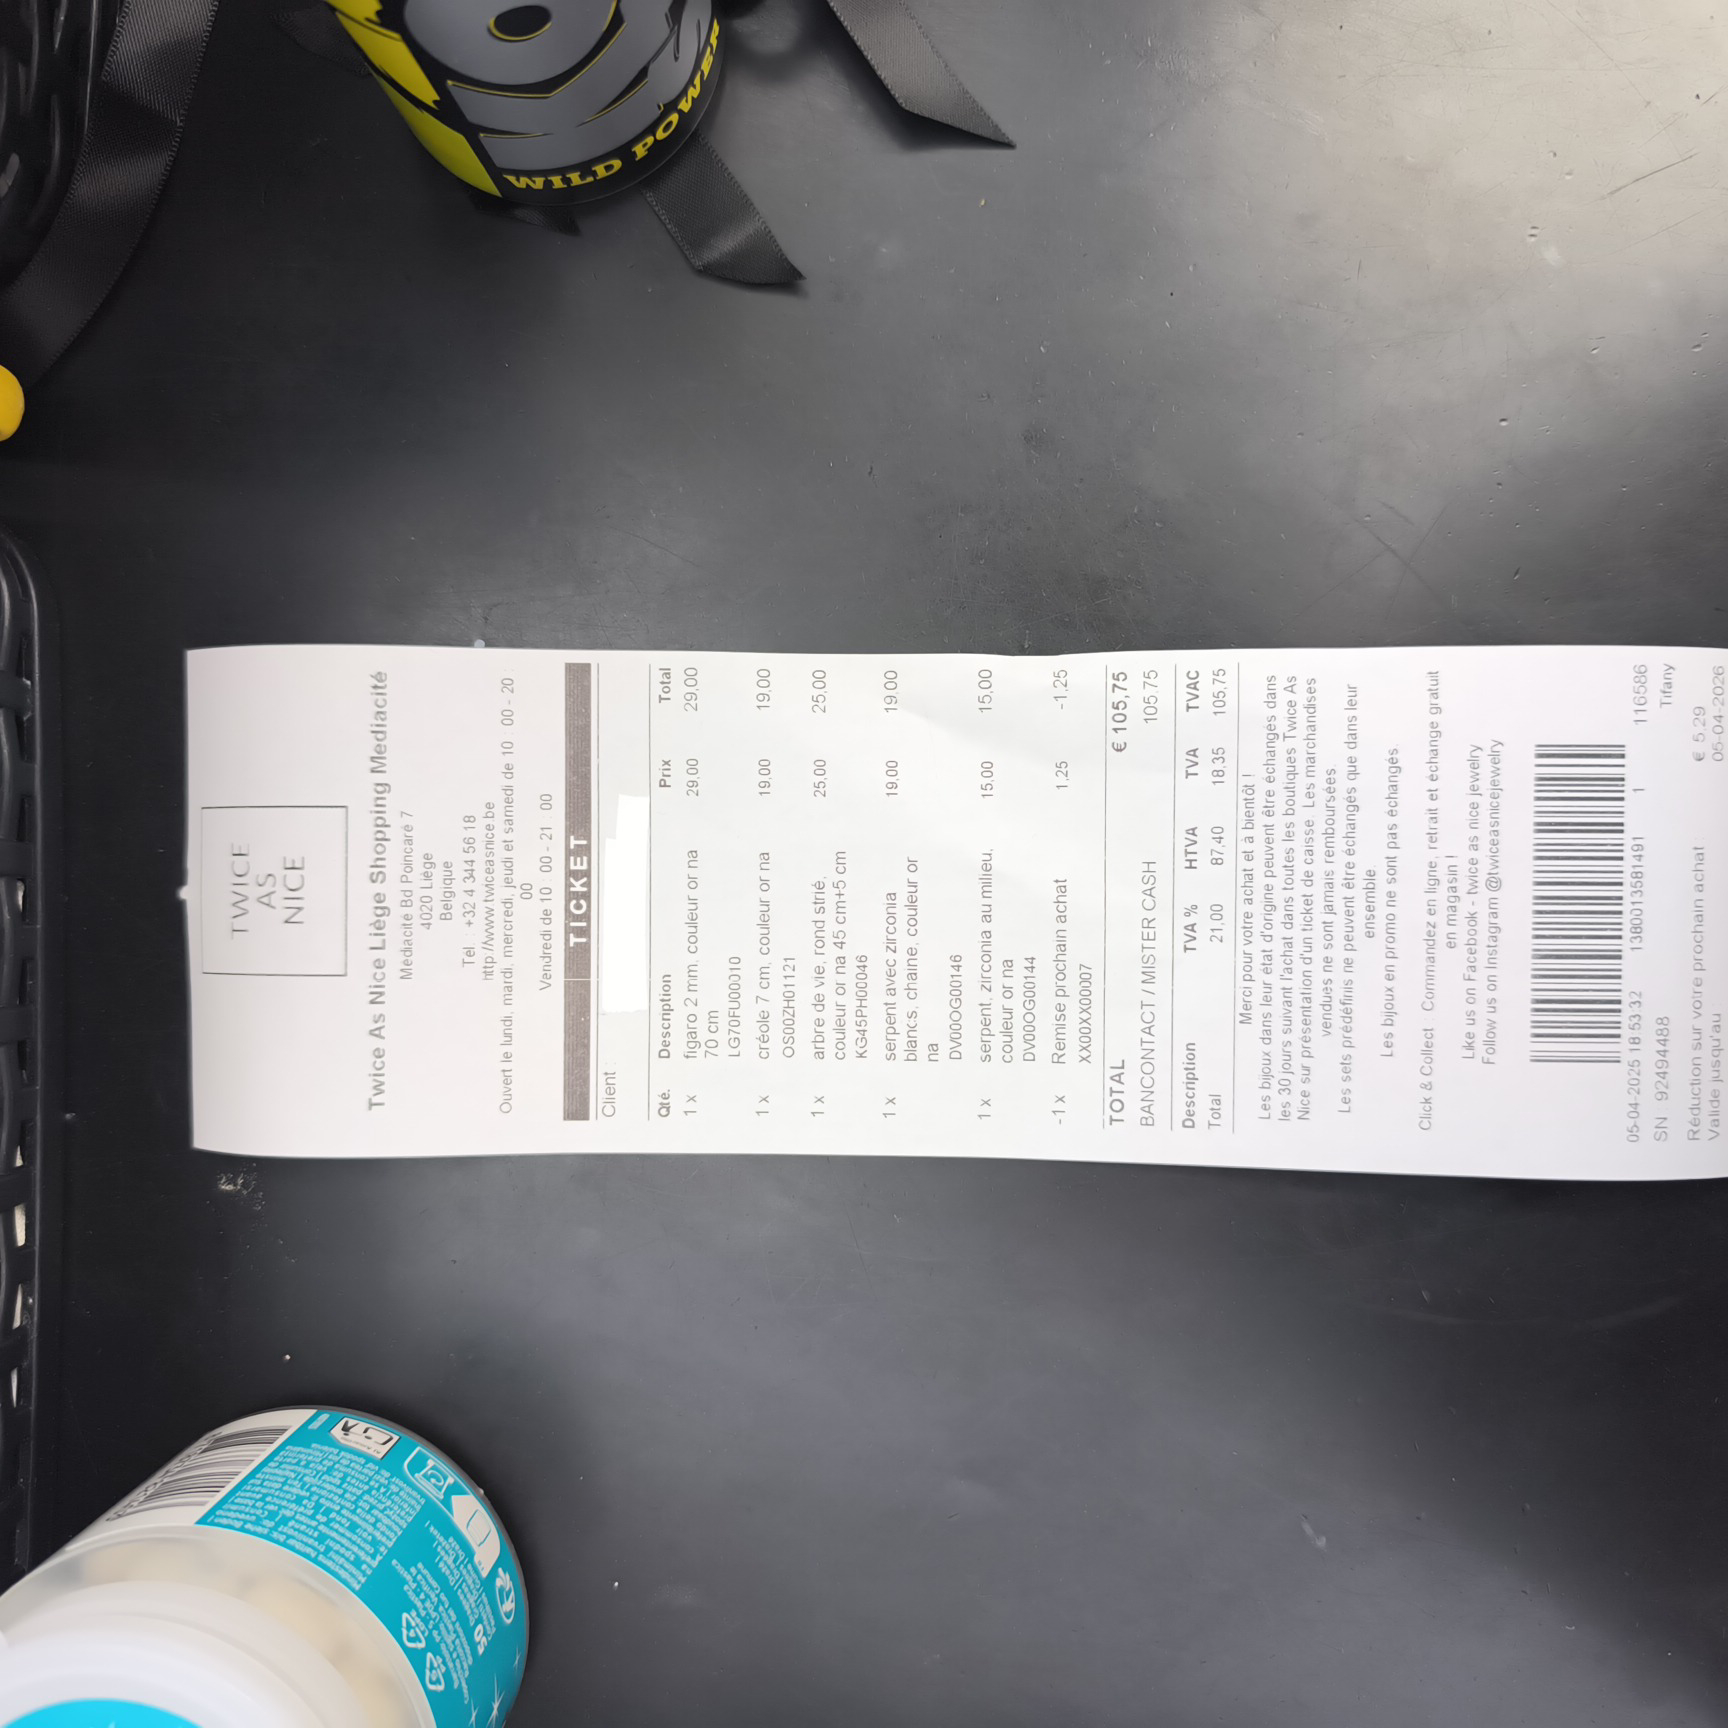 WILD POWER
TWICE
AS
NICE
Twice As Nice Liège Shopping Mediacité
Médiacité Bd Poincaré 7
4020 Liège
Belgique
Tel : +32 4 344 56 18
http://www.twiceasnice.be
Ouvert le lundi, mardi, mercredi, jeudi et samedi de 10 : 00 - 20 :
00
Vendredi de 10 : 00 - 21 : 00
TICKET
Client :
Qté. Description Prix Total
1 x figaro 2 mm, couleur or na 29,00 29,00
70 cm
LG70FU00010
1 x créole 7 cm, couleur or na 19,00 19,00
OS00ZH01121
1 x arbre de vie, rond strié, 25,00 25,00
couleur or na 45 cm+5 cm
KG45PH00046
1 x serpent avec zirconia 19,00 19,00
blancs, chaine, couleur or
na
DV00OG00146
1 x serpent, zirconia au milieu, 15,00 15,00
couleur or na
DV00OG00144
-1 x Remise prochain achat 1,25 -1,25
XX00XX00007
TOTAL € 105,75
BANCONTACT / MISTER CASH 105,75
Description TVA % HTVA TVA TVAC
Total 21,00 87,40 18,35 105,75
Merci pour votre achat et à bientôt !
Les bijoux dans leur état d'origine peuvent être échangés dans
les 30 jours suivant l'achat dans toutes les boutiques Twice As
Nice sur présentation d'un ticket de caisse. Les marchandises
vendues ne sont jamais remboursées.
Les sets prédéfinis ne peuvent être échangés que dans leur
ensemble.
Les bijoux en promo ne sont pas échangés
Click & Collect : Commandez en ligne, retrait et échange gratuit
en magasin !
Like us on Facebook - twice as nice jewelry
Follow us on Instagram @twiceasnicejewelry
05-04-2025 18:53:32 1380013581491 1 116586
SN 92494488 Tifany
Réduction sur votre prochain achat : € 5,29
Valide jusqu'au : 05-04-2026
50